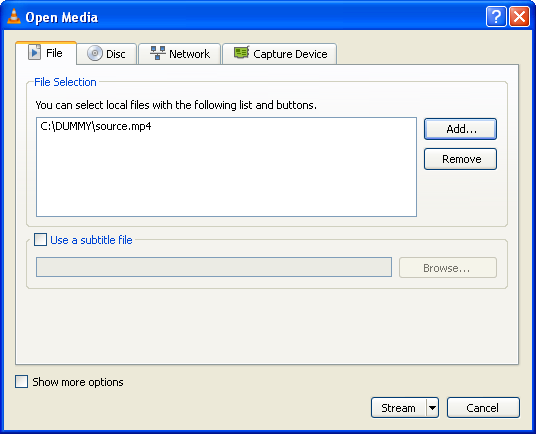 Open Media
File
Disc
Network
Capture Device
File Selection
You can select local files with the following list and buttons.
C:\DUMMY\source.mp4
Add...
Remove
Use a subtitle file
Browse...
Show more options
Stream
Cancel